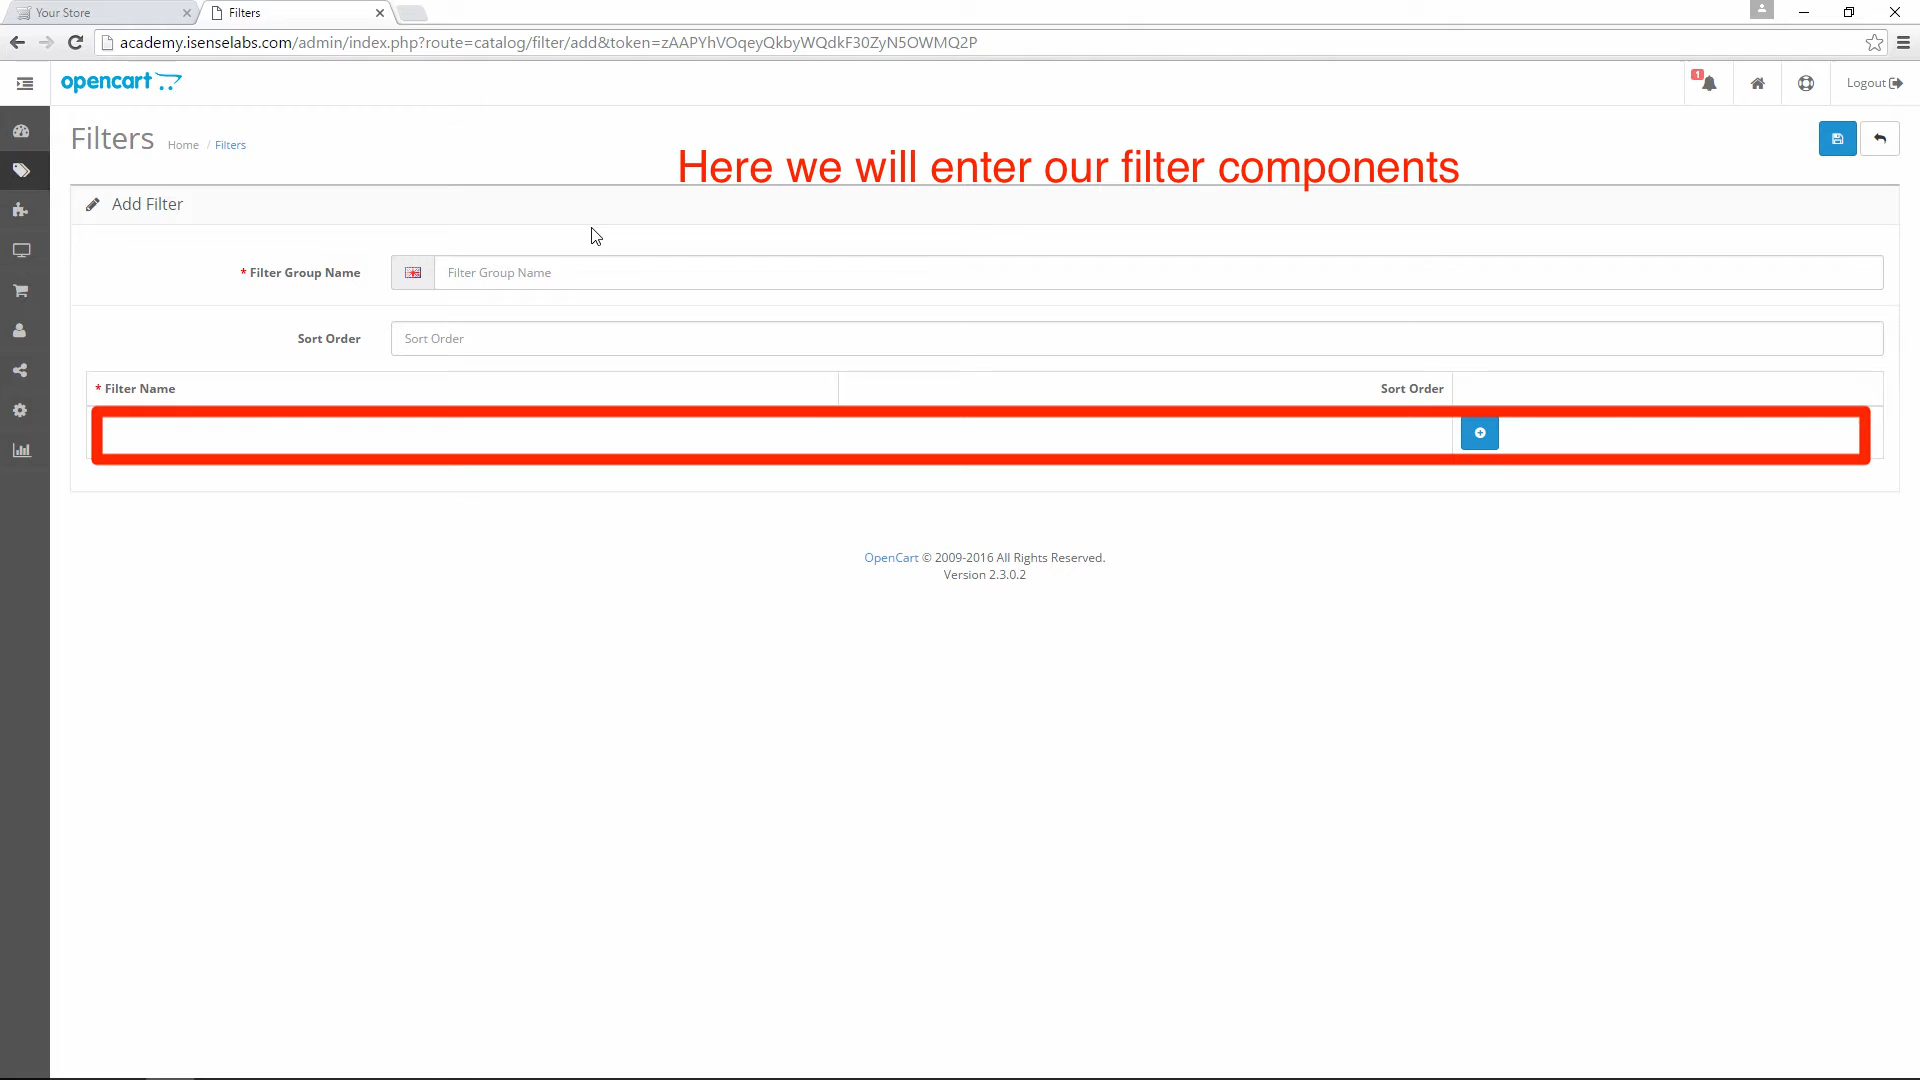 Your Store
Filters
academy.isenselabs.com/admin/index.php?route=catalog/filter/add&token=zAAPYhVOqeyQkbyWQdkF30ZyN5OWMQ2P
opencart
1
Logout
Filters
Home / Filters
Here we will enter our filter components
Add Filter
* Filter Group Name
Filter Group Name
Sort Order
Sort Order
* Filter Name
Sort Order
OpenCart © 2009-2016 All Rights Reserved.
Version 2.3.0.2